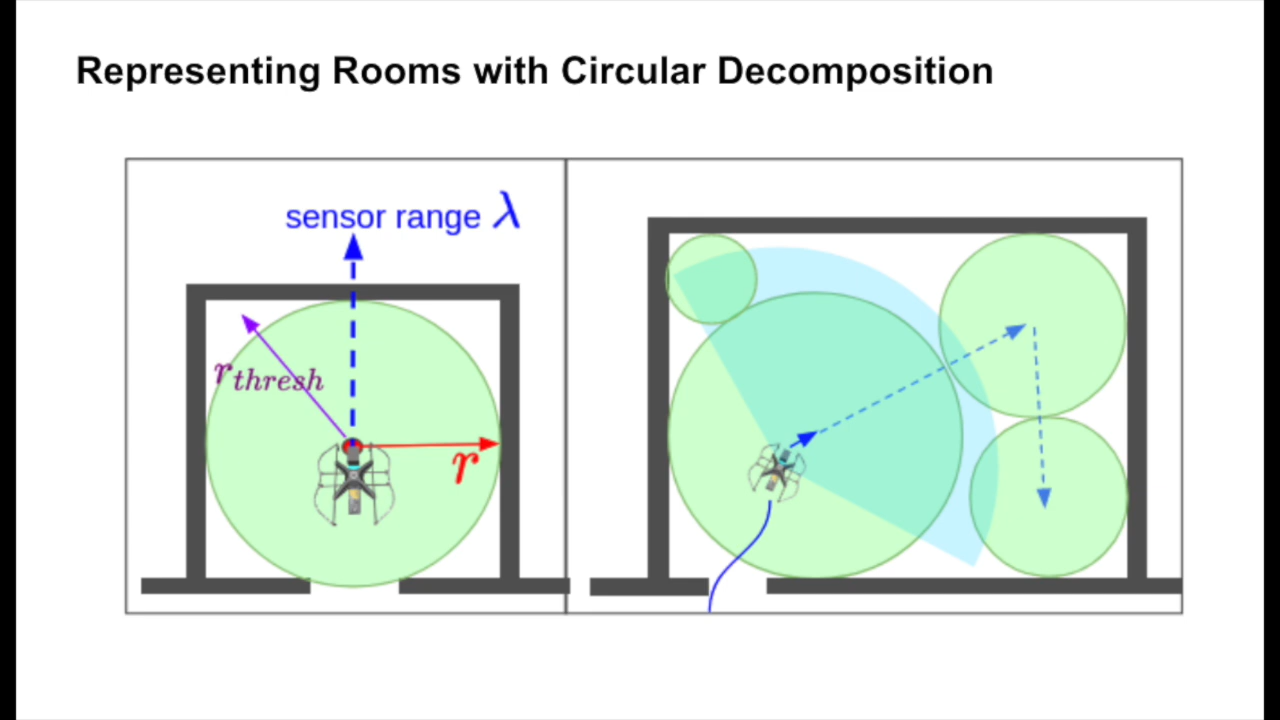 Representing Rooms with Circular Decomposition
sensor range λ
r_thresh
r